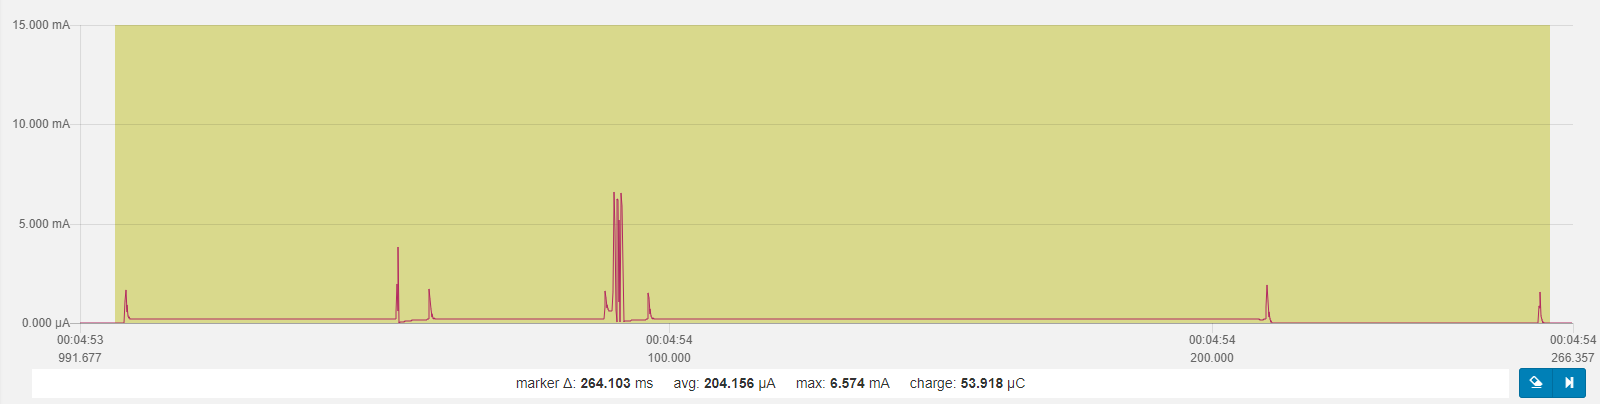 15.000 mA
10.000 mA
5.000 mA
0.000 µA
00:04:53 00:04:54 00:04:54 00:04:54
991.677 100.000 200.000 266.357
marker Δ: 264.103 ms avg: 204.156 µA max: 6.574 mA charge: 53.918 µC